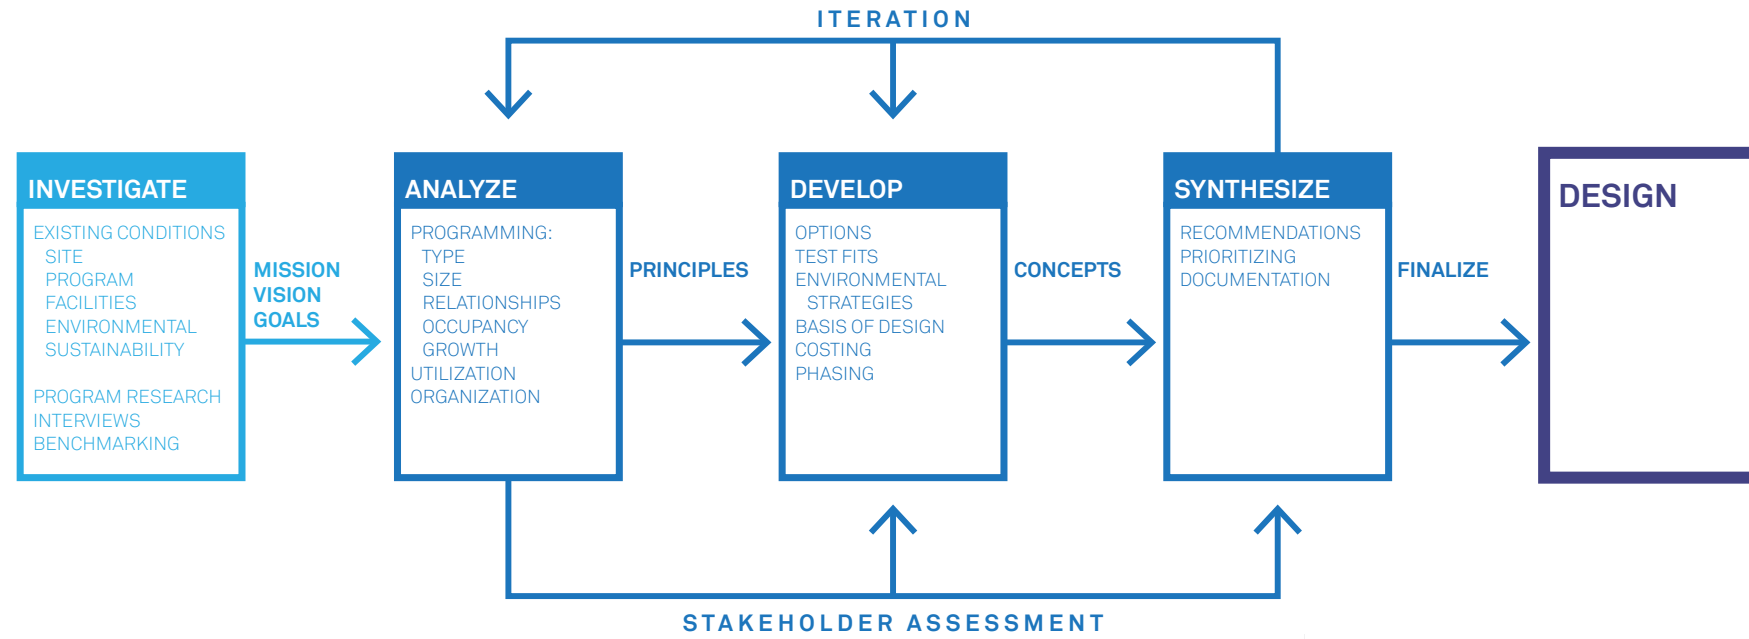 ITERATION
INVESTIGATE
EXISTING CONDITIONS
SITE
PROGRAM
FACILITIES
ENVIRONMENTAL
SUSTAINABILITY
PROGRAM RESEARCH
INTERVIEWS
BENCHMARKING
MISSION
VISION
GOALS
ANALYZE
PROGRAMMING:
TYPE
SIZE
RELATIONSHIPS
OCCUPANCY
GROWTH
UTILIZATION
ORGANIZATION
PRINCIPLES
DEVELOP
OPTIONS
TEST FITS
ENVIRONMENTAL
STRATEGIES
BASIS OF DESIGN
COSTING
PHASING
CONCEPTS
SYNTHESIZE
RECOMMENDATIONS
PRIORITIZING
DOCUMENTATION
FINALIZE
DESIGN
STAKEHOLDER ASSESSMENT